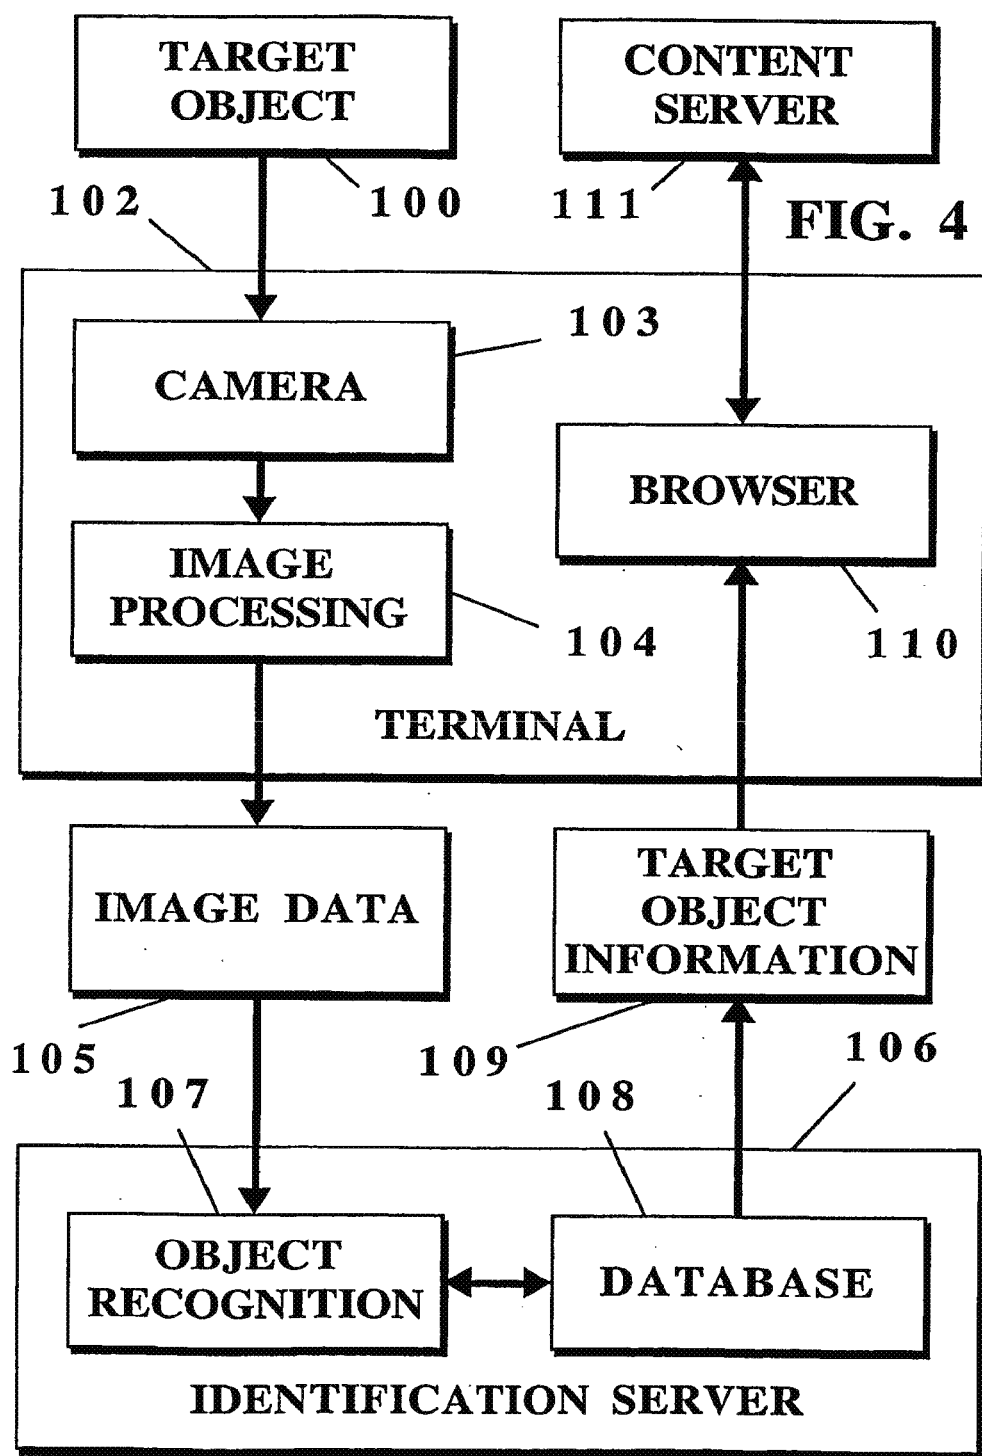 TARGET
OBJECT
CONTENT
SERVER
102
100
111
FIG. 4
103
CAMERA
BROWSER
IMAGE
PROCESSING
104
110
TERMINAL
IMAGE DATA
TARGET
OBJECT
INFORMATION
105
109
106
107
108
OBJECT
RECOGNITION
DATABASE
IDENTIFICATION SERVER